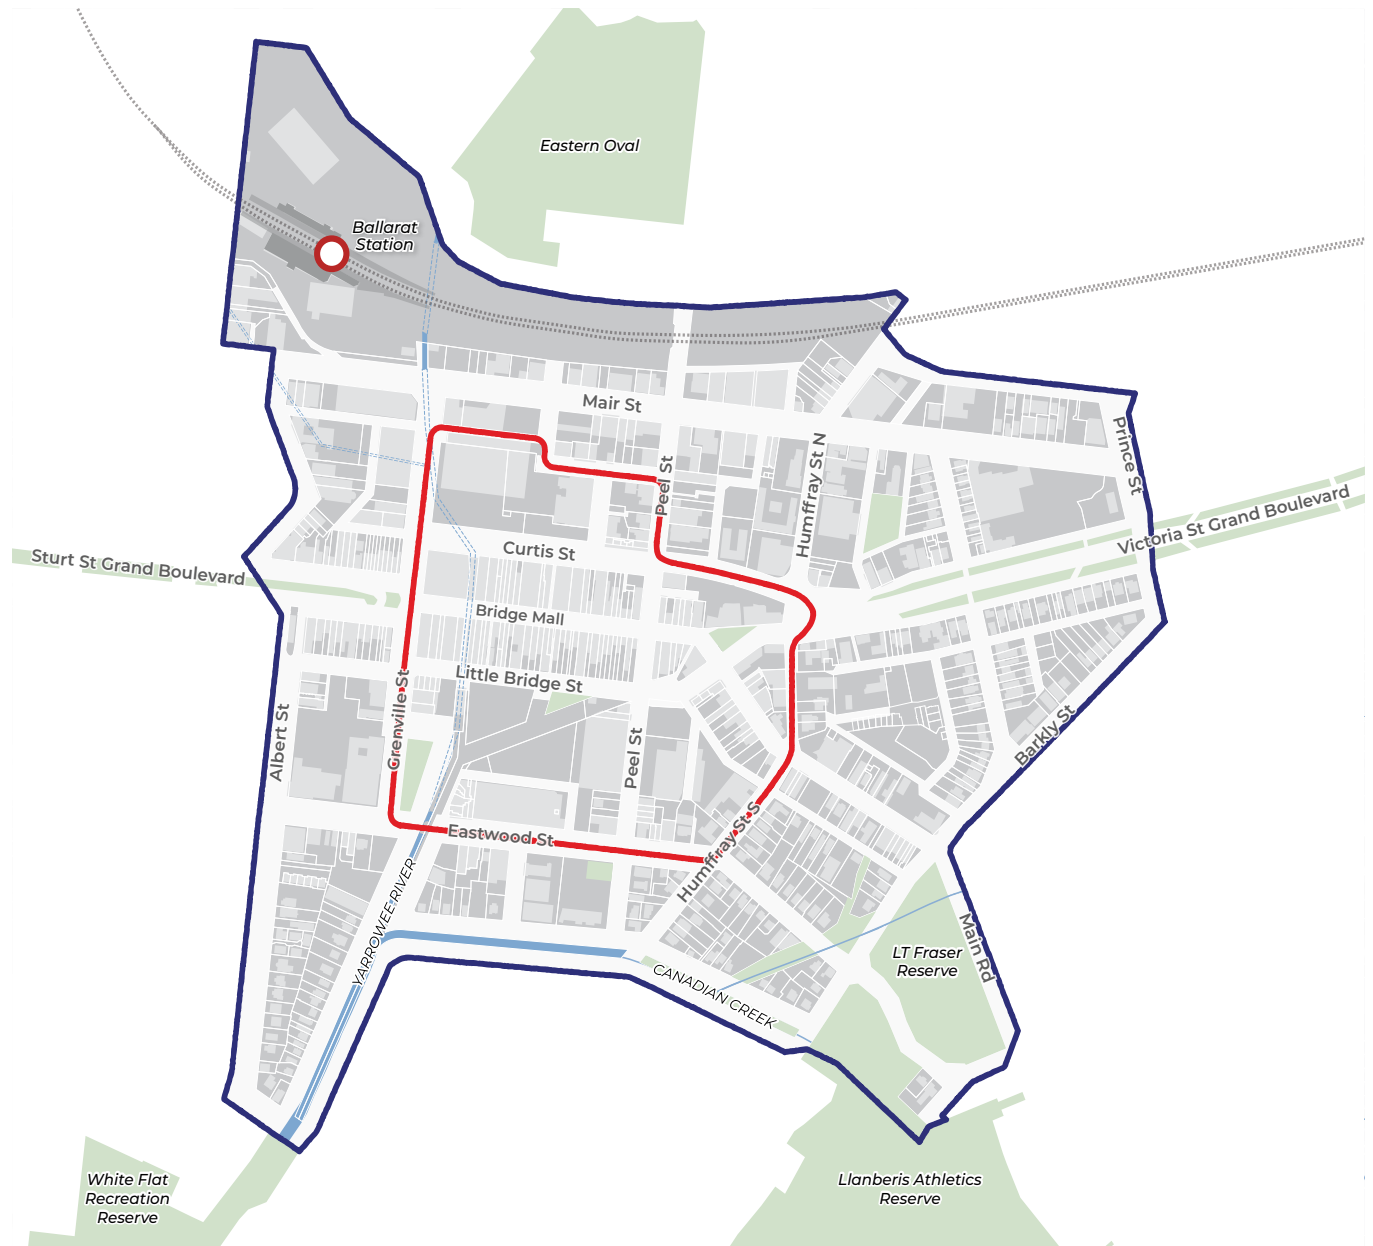 Eastern Oval
Ballarat
Station
Mair St
Prince St
Humffray St N
Peel St
Victoria St Grand Boulevard
Curtis St
Sturt St Grand Boulevard
Bridge Mall
Little Bridge St
Grenville St
Albert St
Peel St
Barkly St
Eastwood St
Humffray St S
YARROWEE RIVER
Main Rd
LT Fraser
Reserve
CANADIAN CREEK
White Flat
Recreation
Reserve
Llanberis Athletics
Reserve